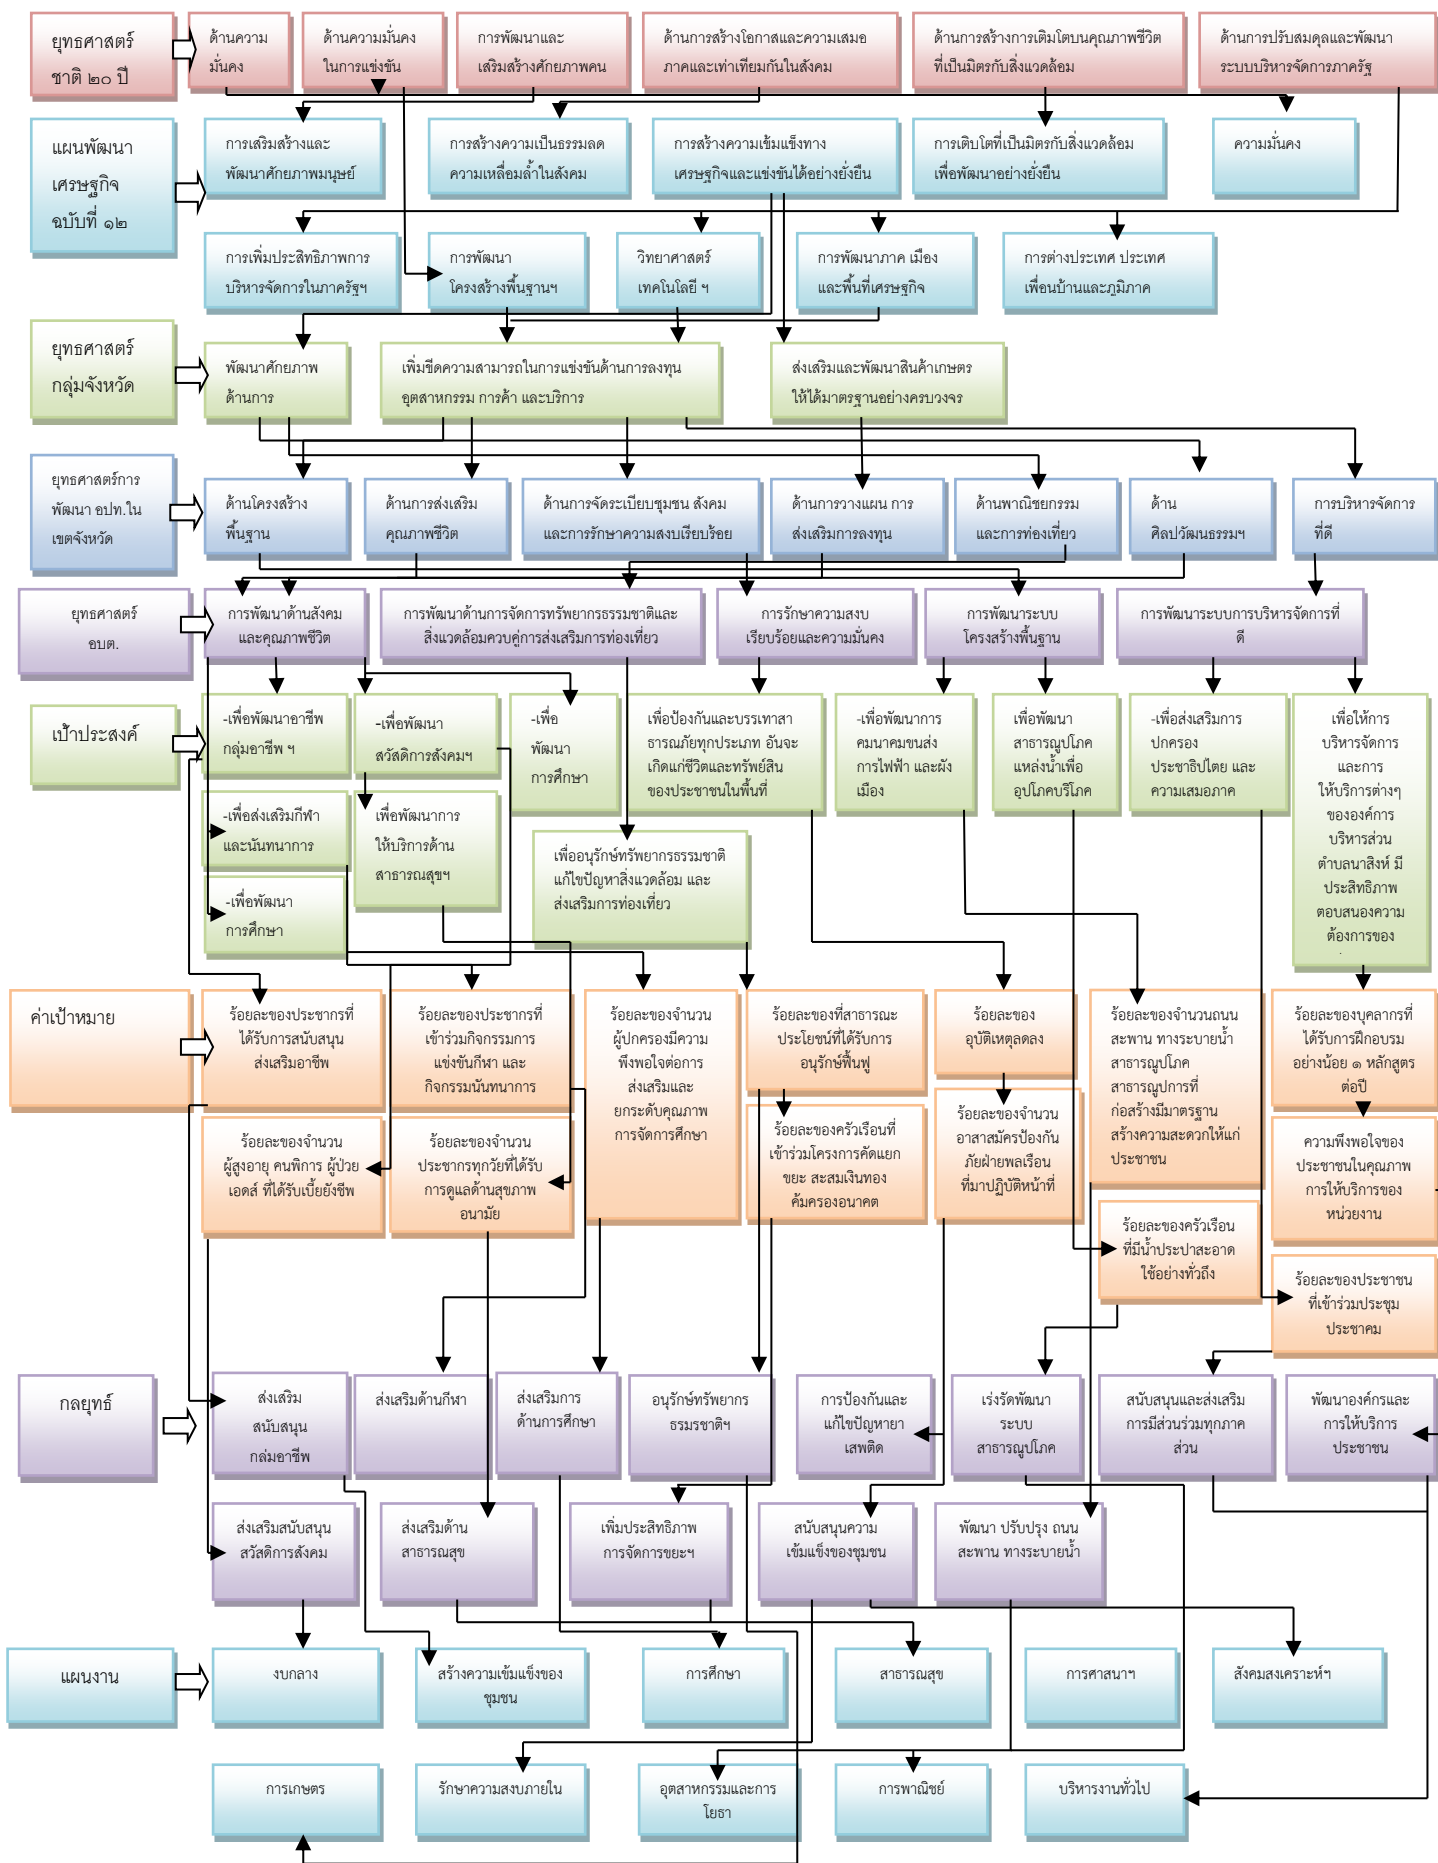 ยุทธศาสตร์
ชาติ ๒๐ ปี
ด้านความ
มั่นคง
ด้านความมั่นคง
ในการแข่งขัน
การพัฒนาและ
เสริมสร้างศักยภาพคน
ด้านการสร้างโอกาสและความเสมอ
ภาคและเท่าเทียมกันในสังคม
ด้านการสร้างการเติมโตบนคุณภาพชีวิต
ที่เป็นมิตรกับสิ่งแวดล้อม
ด้านการปรับสมดุลและพัฒนา
ระบบบริหารจัดการภาครัฐ
แผนพัฒนา
เศรษฐกิจ
ฉบับที่ ๑๒
การเสริมสร้างและ
พัฒนาศักยภาพมนุษย์
การสร้างความเป็นธรรมลด
ความเหลื่อมล้ำในสังคม
การสร้างความเข้มแข็งทาง
เศรษฐกิจและแข่งขันได้อย่างยั่งยืน
การเติบโตที่เป็นมิตรกับสิ่งแวดล้อม
เพื่อพัฒนาอย่างยั่งยืน
ความมั่นคง
การเพิ่มประสิทธิภาพการ
บริหารจัดการในภาครัฐฯ
การพัฒนา
โครงสร้างพื้นฐานฯ
วิทยาศาสตร์
เทคโนโลยี ฯ
การพัฒนาภาค เมือง
และพื้นที่เศรษฐกิจ
การต่างประเทศ ประเทศ
เพื่อนบ้านและภูมิภาค
ยุทธศาสตร์
กลุ่มจังหวัด
พัฒนาศักยภาพ
ด้านการ
เพิ่มขีดความสามารถในการแข่งขันด้านการลงทุน
อุตสาหกรรม การค้า และบริการ
ส่งเสริมและพัฒนาสินค้าเกษตร
ให้ได้มาตรฐานอย่างครบวงจร
ยุทธศาสตร์การ
พัฒนา อปท.ใน
เขตจังหวัด
ด้านโครงสร้าง
พื้นฐาน
ด้านการส่งเสริม
คุณภาพชีวิต
ด้านการจัดระเบียบชุมชน สังคม
และการรักษาความสงบเรียบร้อย
ด้านการวางแผน การ
ส่งเสริมการลงทุน
ด้านพาณิชยกรรม
และการท่องเที่ยว
ด้าน
ศิลปวัฒนธรรมฯ
การบริหารจัดการ
ที่ดี
ยุทธศาสตร์
อบต.
การพัฒนาด้านสังคม
และคุณภาพชีวิต
การพัฒนาด้านการจัดการทรัพยากรธรรมชาติและ
สิ่งแวดล้อมควบคู่การส่งเสริมการท่องเที่ยว
การรักษาความสงบ
เรียบร้อยและความมั่นคง
การพัฒนาระบบ
โครงสร้างพื้นฐาน
การพัฒนาระบบการบริหารจัดการที่
ดี
เป้าประสงค์
-เพื่อพัฒนาอาชีพ
กลุ่มอาชีพ ฯ
-เพื่อพัฒนา
สวัสดิการสังคมฯ
-เพื่อ
พัฒนา
การศึกษา
เพื่อป้องกันและบรรเทาสา
ธารณภัยทุกประเภท อันจะ
เกิดแก่ชีวิตและทรัพย์สิน
ของประชาชนในพื้นที่
-เพื่อพัฒนาการ
คมนาคมขนส่ง
การไฟฟ้า และผัง
เมือง
เพื่อพัฒนา
สาธารณูปโภค
แหล่งน้ำเพื่อ
อุปโภคบริโภค
-เพื่อส่งเสริมการ
ปกครอง
ประชาธิปไตย และ
ความเสมอภาค
เพื่อให้การ
บริหารจัดการ
และการ
ให้บริการต่างๆ
ขององค์การ
บริหารส่วน
ตำบลนาสิงห์ มี
ประสิทธิภาพ
ตอบสนองความ
ต้องการของ
-เพื่อส่งเสริมกีฬา
และนันทนาการ
เพื่อพัฒนาการ
ให้บริการด้าน
สาธารณสุขฯ
เพื่ออนุรักษ์ทรัพยากรธรรมชาติ
แก้ไขปัญหาสิ่งแวดล้อม และ
ส่งเสริมการท่องเที่ยว
-เพื่อพัฒนา
การศึกษา
ค่าเป้าหมาย
ร้อยละของประชากรที่
ได้รับการสนับสนุน
ส่งเสริมอาชีพ
ร้อยละของประชากรที่
เข้าร่วมกิจกรรมการ
แข่งขันกีฬา และ
กิจกรรมนันทนาการ
ร้อยละของจำนวน
ผู้ปกครองมีความ
พึงพอใจต่อการ
ส่งเสริมและ
ยกระดับคุณภาพ
การจัดการศึกษา
ร้อยละของที่สาธารณะ
ประโยชน์ที่ได้รับการ
อนุรักษ์ฟื้นฟู
ร้อยละของ
อุบัติเหตุลดลง
ร้อยละของจำนวนถนน
สะพาน ทางระบายน้ำ
สาธารณูปโภค
สาธารณูปการที่
ก่อสร้างมีมาตรฐาน
สร้างความสะดวกให้แก่
ประชาชน
ร้อยละของบุคลากรที่
ได้รับการฝึกอบรม
อย่างน้อย ๑ หลักสูตร
ต่อปี
ร้อยละของจำนวน
ผู้สูงอายุ คนพิการ ผู้ป่วย
เอดส์ ที่ได้รับเบี้ยยังชีพ
ร้อยละของจำนวน
ประชากรทุกวัยที่ได้รับ
การดูแลด้านสุขภาพ
อนามัย
ร้อยละของครัวเรือนที่
เข้าร่วมโครงการคัดแยก
ขยะ สะสมเงินทอง
คุ้มครองอนาคต
ร้อยละของจำนวน
อาสาสมัครป้องกัน
ภัยฝ่ายพลเรือน
ที่มาปฏิบัติหน้าที่
ความพึงพอใจของ
ประชาชนในคุณภาพ
การให้บริการของ
หน่วยงาน
ร้อยละของครัวเรือน
ที่มีน้ำประปาสะอาด
ใช้อย่างทั่วถึง
ร้อยละของประชาชน
ที่เข้าร่วมประชุม
ประชาคม
กลยุทธ์
ส่งเสริม
สนับสนุน
กลุ่มอาชีพ
ส่งเสริมด้านกีฬา
ส่งเสริมการ
ด้านการศึกษา
อนุรักษ์ทรัพยากร
ธรมรชาติฯ
การป้องกันและ
แก้ไขปัญหายา
เสพติด
เร่งรัดพัฒนา
ระบบ
สาธารณูปโภค
สนับสนุนและส่งเสริม
การมีส่วนร่วมทุกภาค
ส่วน
พัฒนาองค์กรและ
การให้บริการ
ประชาชน
ส่งเสริมสนับสนุน
สวัสดิการสังคม
ส่งเสริมด้าน
สาธารณสุข
เพิ่มประสิทธิภาพ
การจัดการขยะฯ
สนับสนุนความ
เข้มแข็งของชุมชน
พัฒนา ปรับปรุง ถนน
สะพาน ทางระบายน้ำ
แผนงาน
งบกลาง
สร้างความเข้มแข็งของ
ชุมชน
การศึกษา
สาธารณสุข
การศาสนาฯ
สังคมสงเคราะห์ฯ
การเกษตร
รักษาความสงบภายใน
อุตสาหกรรมและการ
โยธา
การพาณิชย์
บริหารงานทั่วไป